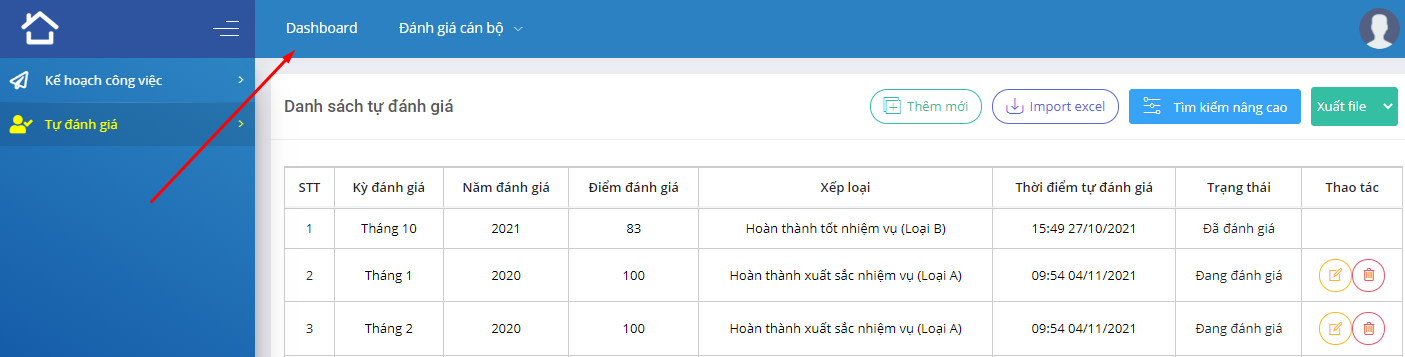 Dashboard Đánh giá cán bộ
Kế hoạch công việc
Tự đánh giá
Danh sách tự đánh giá Thêm mới Import excel Tìm kiếm nâng cao Xuất file
STT Kỳ đánh giá Năm đánh giá Điểm đánh giá Xếp loại Thời điểm tự đánh giá Trạng thái Thao tác
1 Tháng 10 2021 83 Hoàn thành tốt nhiệm vụ (Loại B) 15:49 27/10/2021 Đã đánh giá
2 Tháng 1 2020 100 Hoàn thành xuất sắc nhiệm vụ (Loại A) 09:54 04/11/2021 Đang đánh giá
3 Tháng 2 2020 100 Hoàn thành xuất sắc nhiệm vụ (Loại A) 09:54 04/11/2021 Đang đánh giá